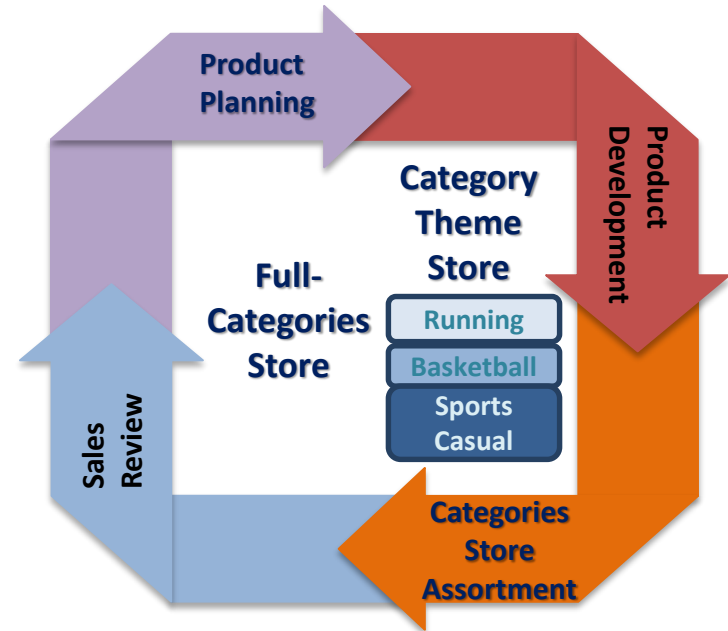 Product
Planning
Product
Development
Category
Theme
Store
Full-
Categories
Store
Running
Basketball
Sports
Casual
Categories
Store
Assortment
Sales
Review